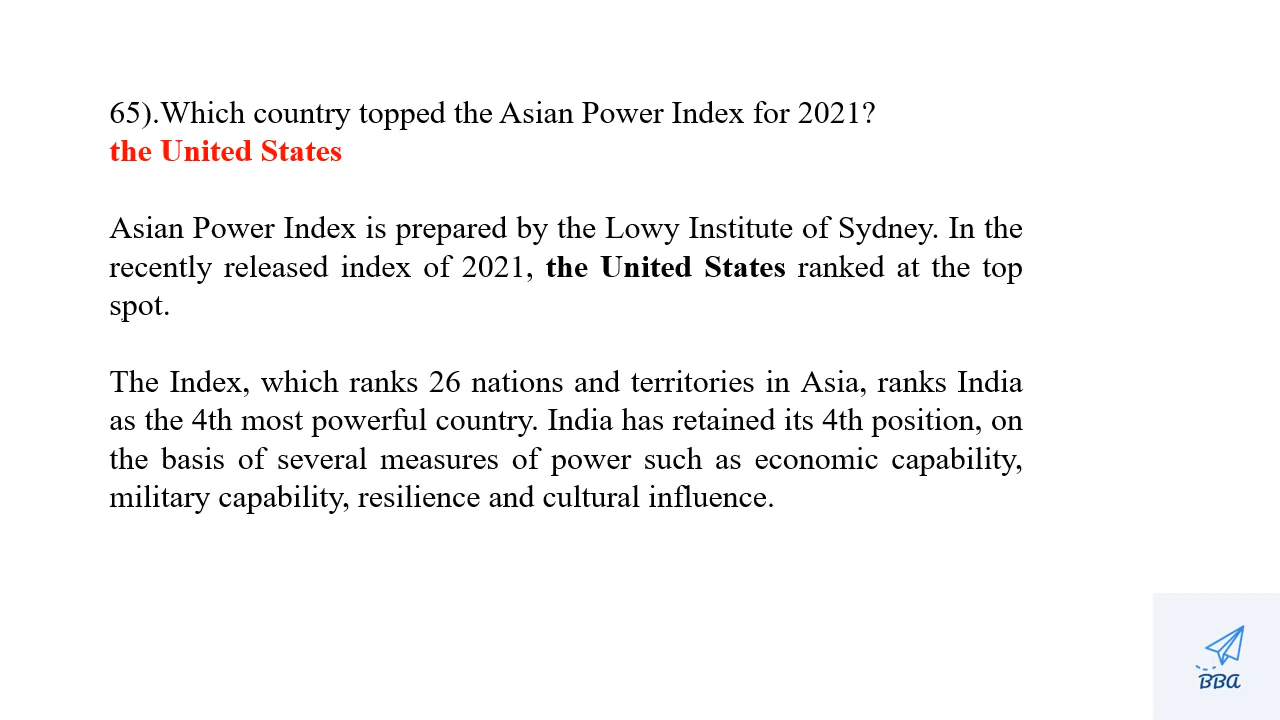 65).Which country topped the Asian Power Index for 2021?
the United States
Asian Power Index is prepared by the Lowy Institute of Sydney. In the
recently released index of 2021, the United States ranked at the top
spot.
The Index, which ranks 26 nations and territories in Asia, ranks India
as the 4th most powerful country. India has retained its 4th position, on
the basis of several measures of power such as economic capability,
military capability, resilience and cultural influence.
BBA